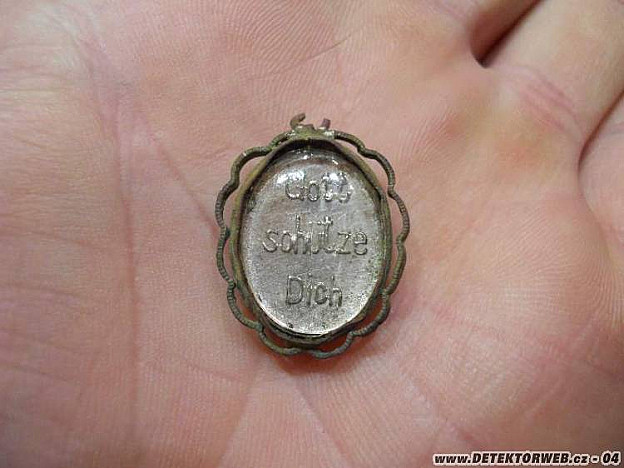 Gott
schütze
Dich
www.DETEKTORWEB.cz - 04